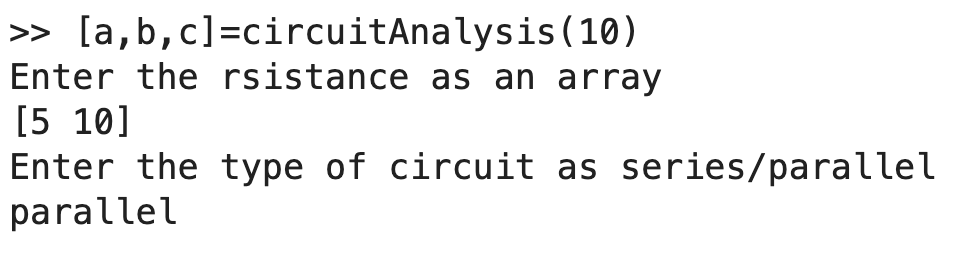 >> [a,b,c]=circuitAnalysis(10)
Enter the rsistance as an array
[5 10]
Enter the type of circuit as series/parallel
parallel